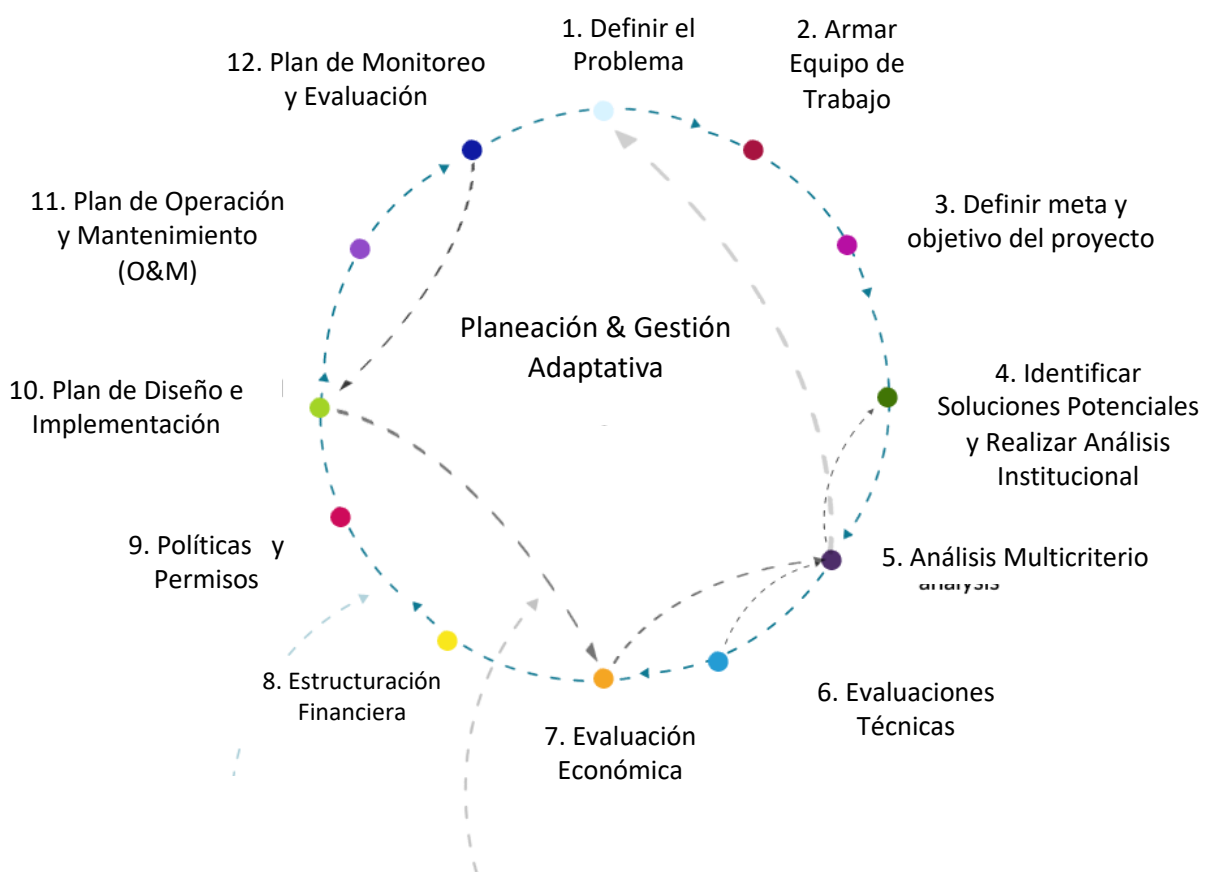 1. Definir el
Problema
2. Armar
Equipo de
Trabajo
3. Definir meta y
objetivo del proyecto
4. Identificar
Soluciones Potenciales
y Realizar Análisis
Institucional
5. Análisis Multicriterio
analysis
6. Evaluaciones
Técnicas
7. Evaluación
Económica
8. Estructuración
Financiera
9. Políticas y
Permisos
10. Plan de Diseño e
Implementación
11. Plan de Operación
y Mantenimiento
(O&M)
12. Plan de Monitoreo
y Evaluación
Planeación & Gestión
Adaptativa